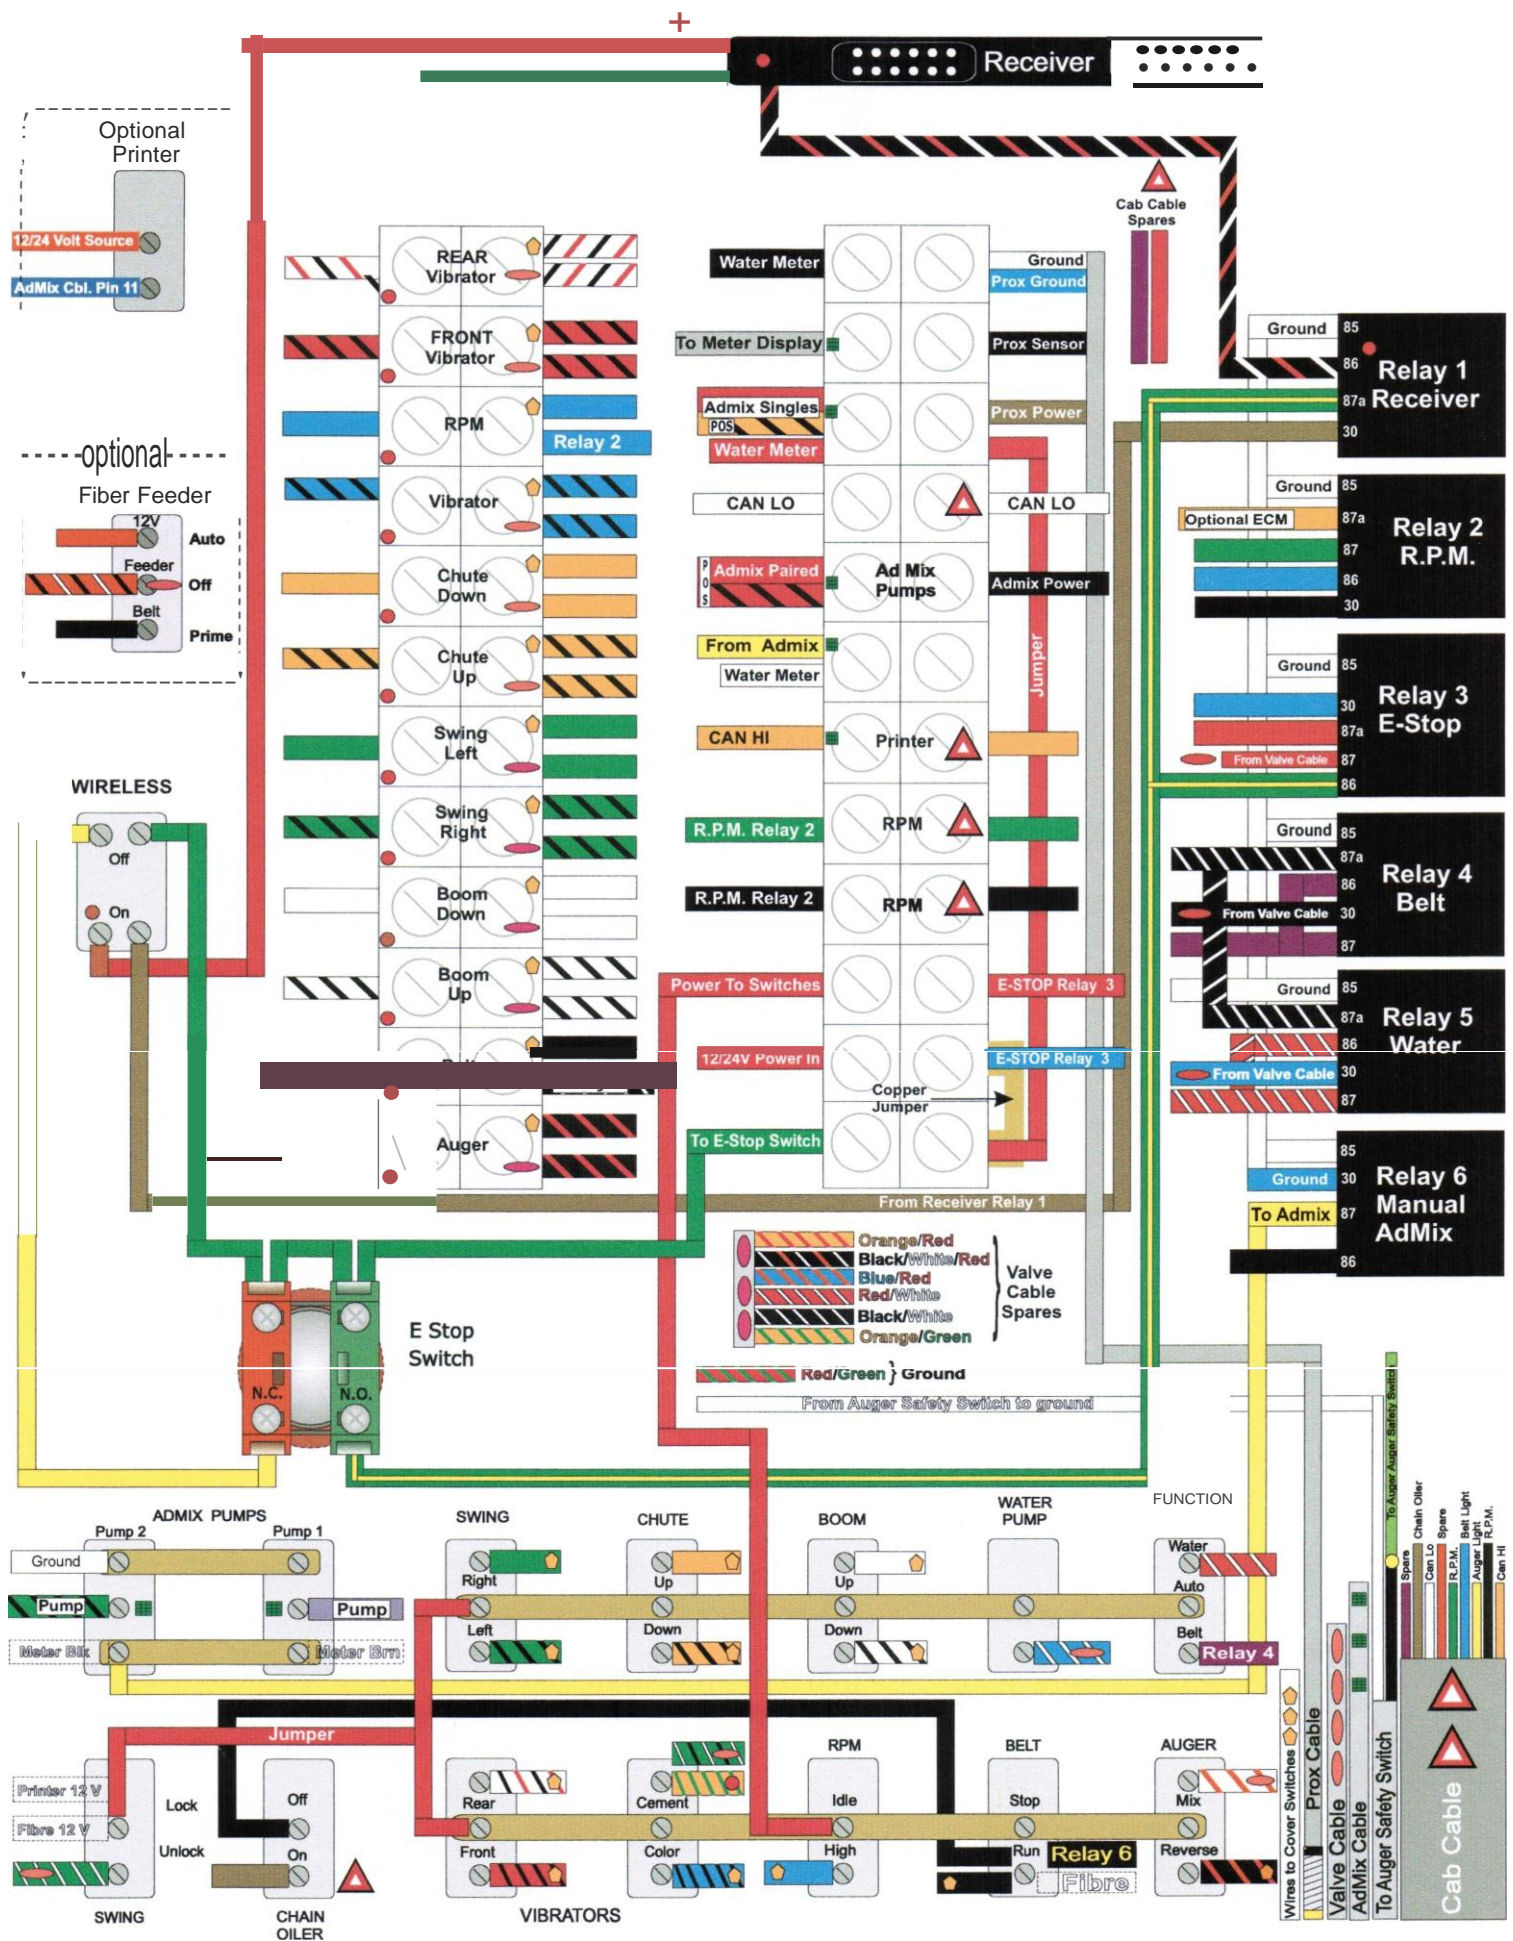 +
Receiver
Optional
Printer
12/24 Volt Source
AdMix Cbl. Pin 11
optional
Fiber Feeder
12V
Auto
Feeder
Off
Belt
Prime
Cab Cable
Spares
REAR
Vibrator
FRONT
Vibrator
RPM
Relay 2
Vibrator
Chute
Down
Chute
Up
Swing
Left
Swing
Right
Boom
Down
Boom
Up
Auger
Water Meter
Ground
Prox Ground
To Meter Display
Prox Sensor
Admix Singles
POS
Prox Power
Water Meter
CAN LO
CAN LO
POS
Admix Paired
Ad Mix
Pumps
Admix Power
From Admix
Water Meter
Jumper
CAN HI
Printer
R.P.M. Relay 2
RPM
R.P.M. Relay 2
RPM
Power To Switches
E-STOP Relay 3
12/24V Power In
E-STOP Relay 3
Copper
Jumper
To E-Stop Switch
From Receiver Relay 1
Ground
85
86
87a
30
Relay 1
Receiver
Ground
85
Optional ECM
87a
87
86
30
Relay 2
R.P.M.
Ground
85
30
87a
From Valve Cable
87
86
Relay 3
E-Stop
Ground
85
87a
86
From Valve Cable
30
87
Relay 4
Belt
Ground
85
87a
86
From Valve Cable
30
87
Relay 5
Water
85
Ground
30
To Admix
87
86
Relay 6
Manual
AdMix
WIRELESS
Off
On
E Stop
Switch
N.C.
N.O.
Orange/Red
Black/White/Red
Blue/Red
Red/White
Black/White
Orange/Green
Valve
Cable
Spares
Red/Green } Ground
From Auger Safety Switch to ground
ADMIX PUMPS
Pump 2
Pump 1
Ground
Pump
Pump
Meter Blk
Meter Brn
SWING
Right
Left
CHUTE
Up
Down
BOOM
Up
Down
WATER
PUMP
FUNCTION
Water
Auto
Belt
Relay 4
Jumper
Printer 12 V
Fibre 12 V
Lock
Unlock
SWING
Off
On
CHAIN
OILER
Rear
Front
Cement
Color
VIBRATORS
RPM
Idle
High
BELT
Stop
Run
Relay 6
Fibre
AUGER
Mix
Reverse
Wires to Cover Switches
Prox Cable
Valve Cable
AdMix Cable
To Auger Safety Switch
To Auger Auger Safety Switch
Spare
Chain Oiler
Can Lo
Spare
R.P.M.
Belt Light
Auger Light
R.P.M.
Can HI
Cab Cable